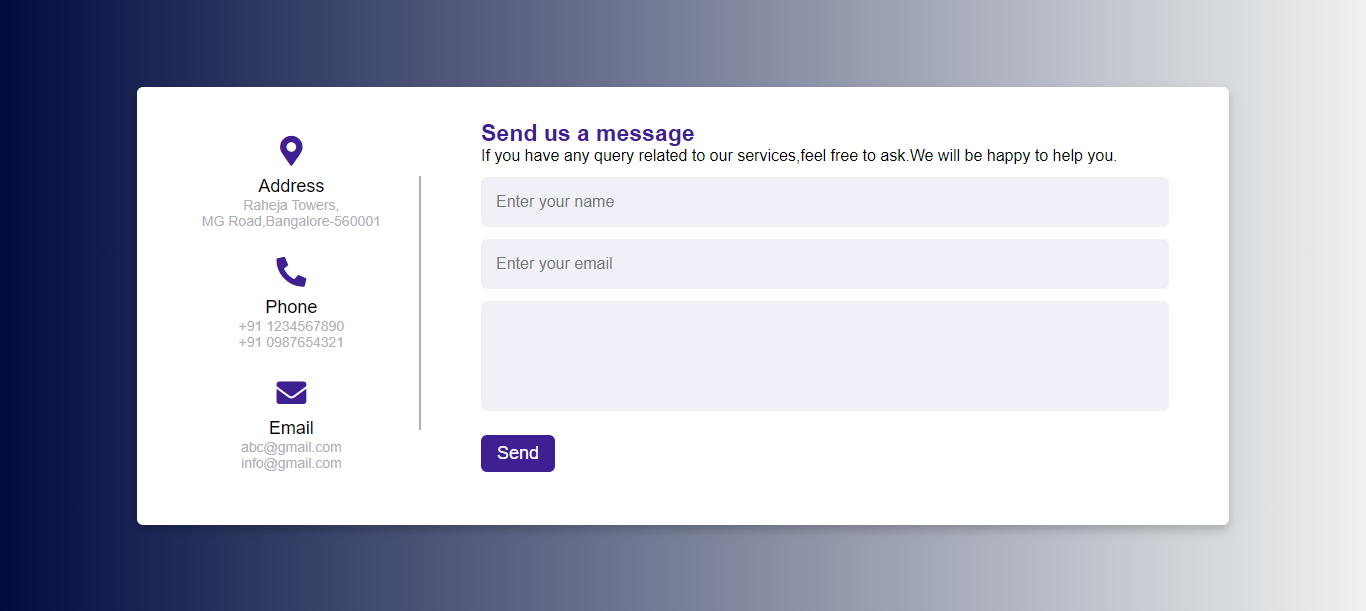 Address
Raheja Towers,
MG Road,Bangalore-560001
Phone
+91 1234567890
+91 0987654321
Email
abc@gmail.com
info@gmail.com
Send us a message
If you have any query related to our services,feel free to ask.We will be happy to help you.
Enter your name
Enter your email
Send